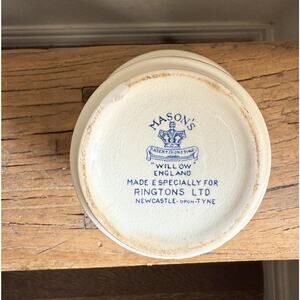 MASON'S
PATENT IRONSTONE
"WILLOW"
ENGLAND
MADE ESPECIALLY FOR
RINGTONS LTD
NEWCASTLE-UPON-TYNE